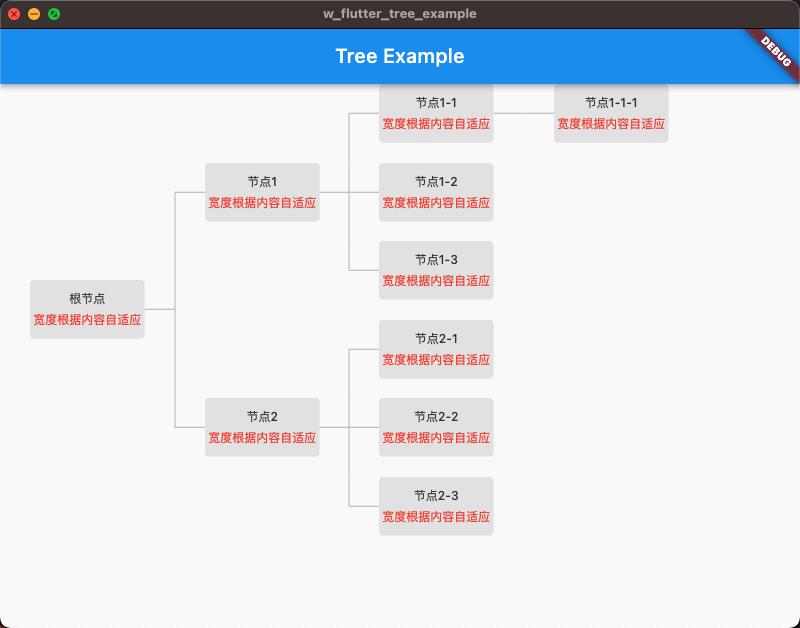 w_flutter_tree_example
Tree Example
DEBUG
节点1-1
宽度根据内容自适应
节点1-1-1
宽度根据内容自适应
节点1
宽度根据内容自适应
节点1-2
宽度根据内容自适应
节点1-3
宽度根据内容自适应
根节点
宽度根据内容自适应
节点2-1
宽度根据内容自适应
节点2
宽度根据内容自适应
节点2-2
宽度根据内容自适应
节点2-3
宽度根据内容自适应